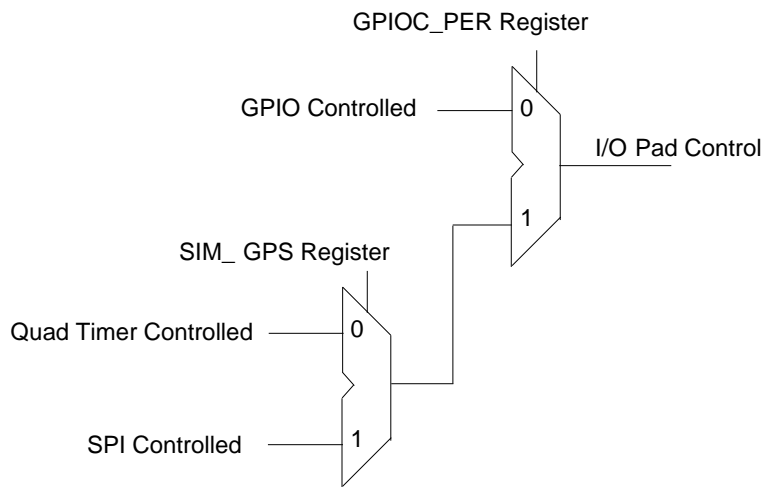 GPIOC_PER Register
GPIO Controlled
0
I/O Pad Control
1
SIM_ GPS Register
Quad Timer Controlled
0
SPI Controlled
1